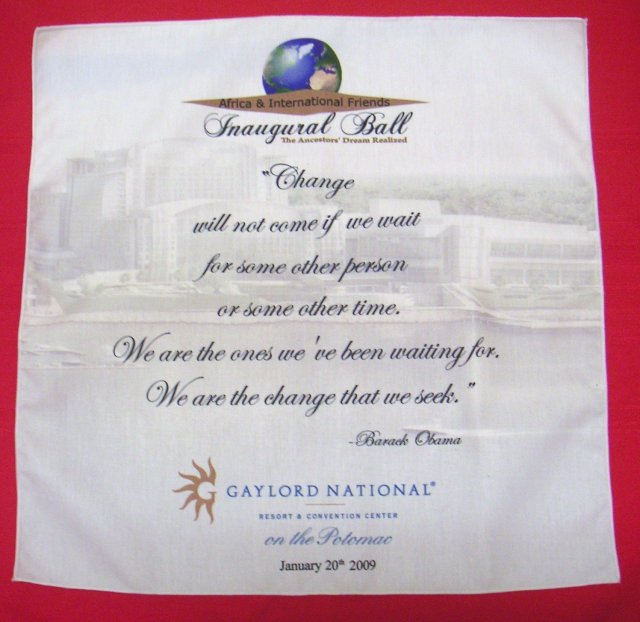 Africa & International Friends
Inaugural Ball
The Ancestors' Dream Realized
"Change
will not come if we wait
for some other person
or some other time.
We are the ones we've been waiting for.
We are the change that we seek."
-Barack Obama
GAYLORD NATIONAL®
RESORT & CONVENTION CENTER
on the Potomac
January 20th 2009